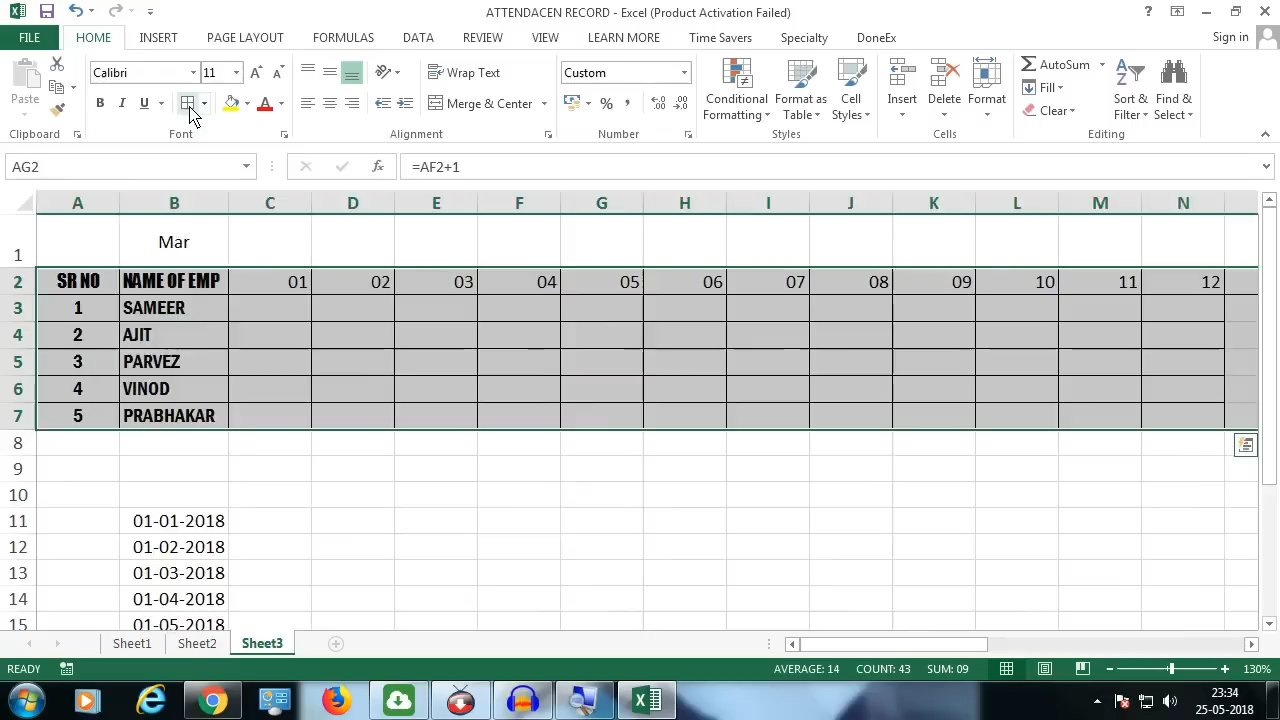 ATTENDACEN RECORD - Excel (Product Activation Failed)
?
FILE HOME INSERT PAGE LAYOUT FORMULAS DATA REVIEW VIEW LEARN MORE Time Savers Specialty DoneEx Sign in
Paste
Clipboard
Calibri 11
B I U A
Font
Wrap Text
Merge & Center
Alignment
Custom
%
Number
Conditional Formatting
Format as Table
Cell Styles
Styles
Insert Delete Format
Cells
AutoSum
Fill
Clear
Sort & Filter
Find & Select
Editing
AG2 fx =AF2+1
A B C D E F G H I J K L M N
1 Mar
2 SR NO NAME OF EMP 01 02 03 04 05 06 07 08 09 10 11 12
3 1 SAMEER
4 2 AJIT
5 3 PARVEZ
6 4 VINOD
7 5 PRABHAKAR
8
9
10
11 01-01-2018
12 01-02-2018
13 01-03-2018
14 01-04-2018
15 01-05-2018
Sheet1 Sheet2 Sheet3
READY AVERAGE: 14 COUNT: 43 SUM: 09 130%
23:34
25-05-2018